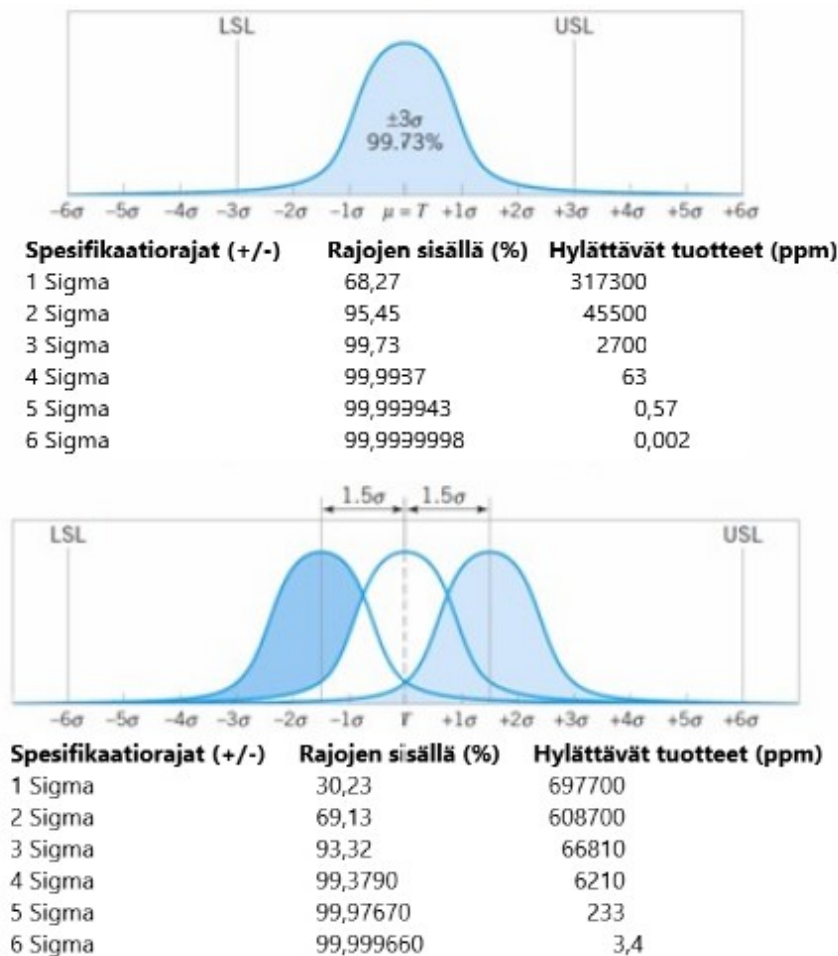 LSL USL
±3σ
99.73%
−6σ −5σ −4σ −3σ −2σ −1σ μ = T +1σ +2σ +3σ +4σ +5σ +6σ
Spesifikaatiorajat (+/-) Rajojen sisällä (%) Hylättävät tuotteet (ppm)
1 Sigma 68,27 317300
2 Sigma 95,45 45500
3 Sigma 99,73 2700
4 Sigma 99,9937 63
5 Sigma 99,999943 0,57
6 Sigma 99,9999998 0,002
1.5σ 1.5σ
LSL USL
−6σ −5σ −4σ −3σ −2σ −1σ T +1σ +2σ +3σ +4σ +5σ +6σ
Spesifikaatiorajat (+/-) Rajojen sisällä (%) Hylättävät tuotteet (ppm)
1 Sigma 30,23 697700
2 Sigma 69,13 608700
3 Sigma 93,32 66810
4 Sigma 99,3790 6210
5 Sigma 99,97670 233
6 Sigma 99,999660 3,4